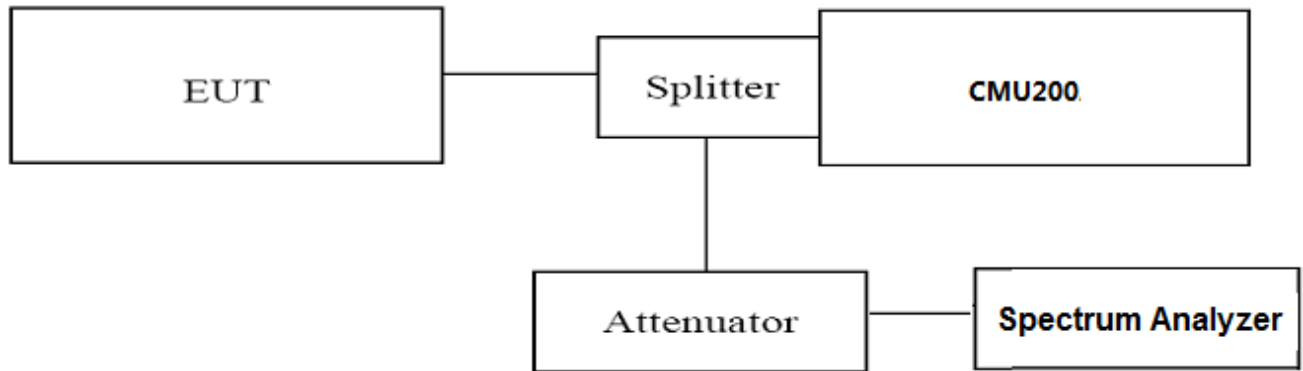 EUT
Splitter
CMU200
Attenuator
Spectrum Analyzer